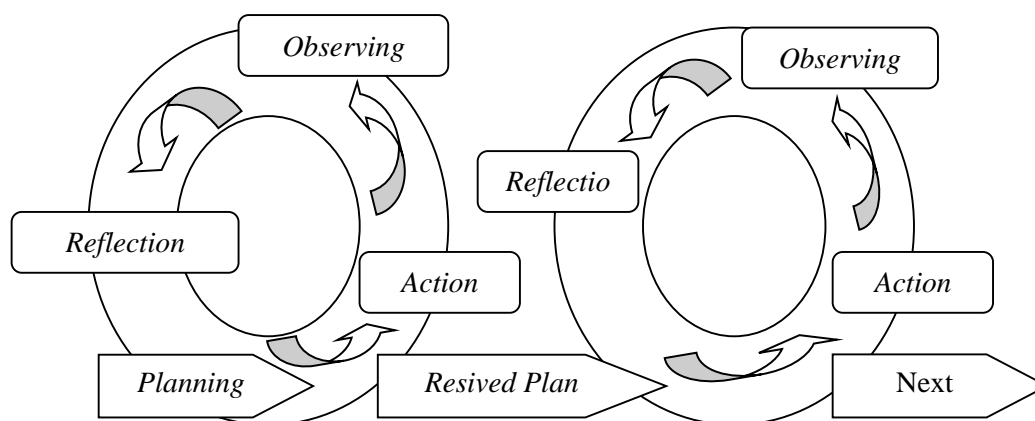 Observing
Observing
Reflectio
Reflection
Action
Action
Planning
Resived Plan
Next